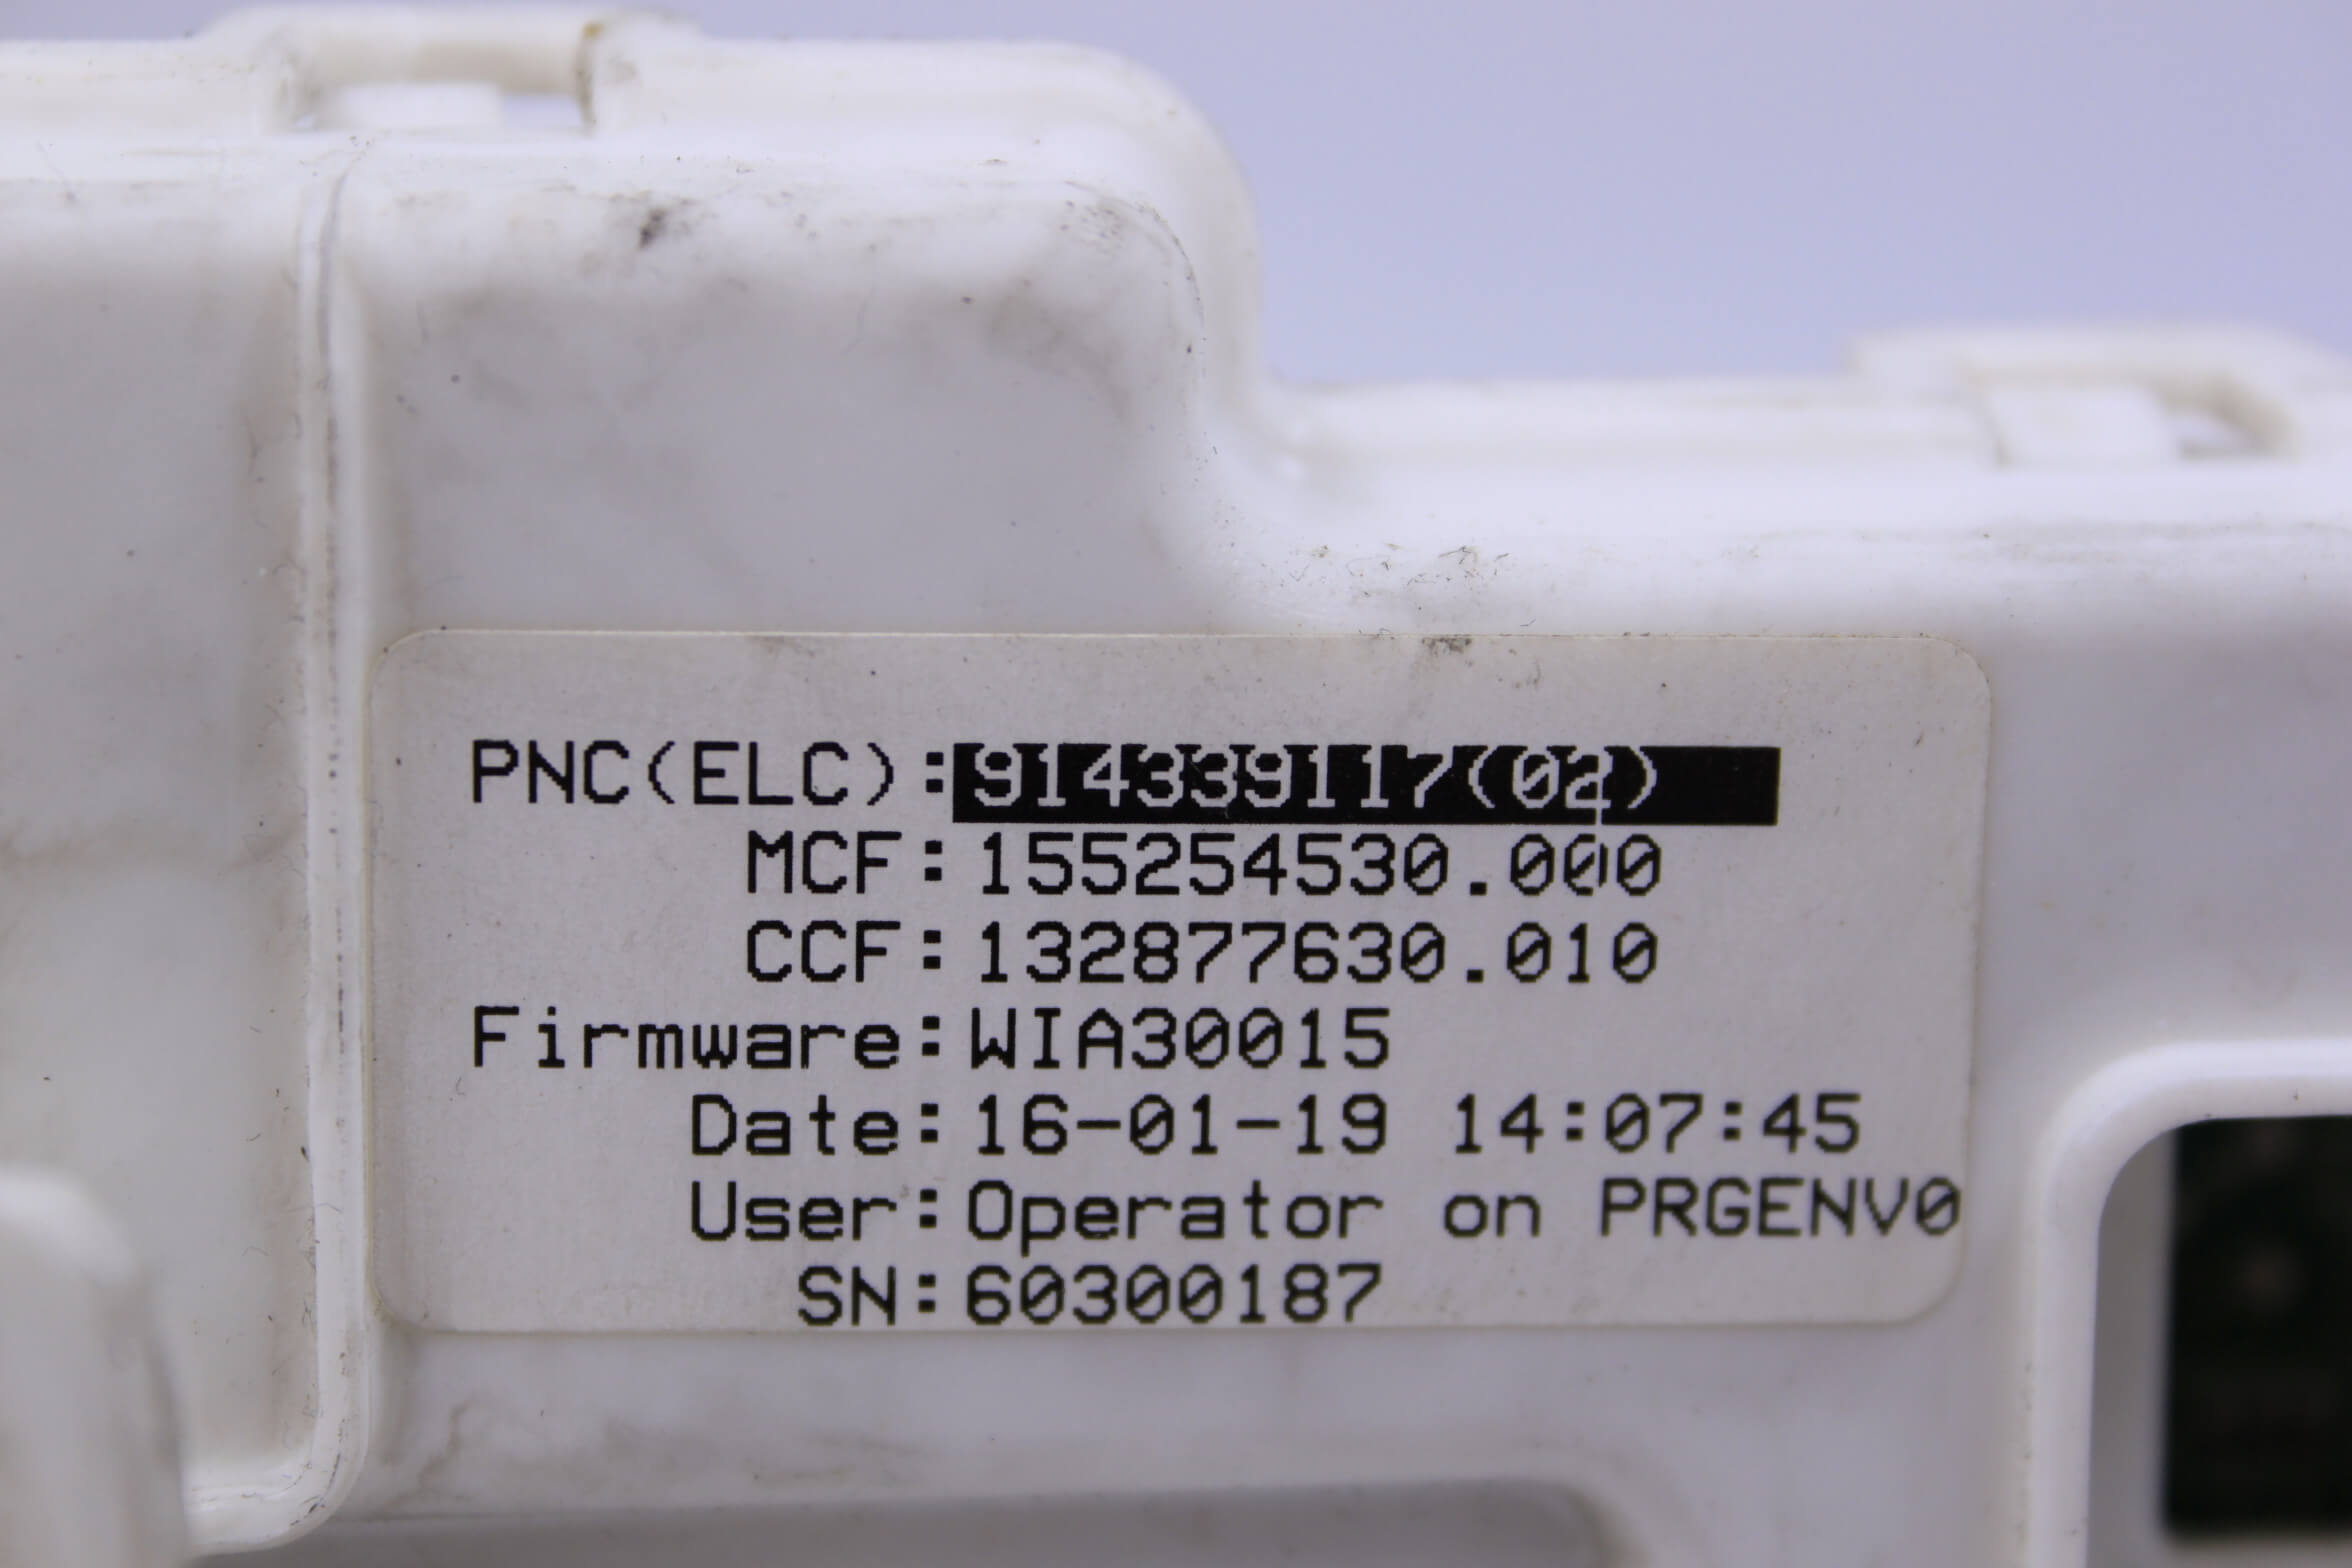 PNC(ELC):914339117(02)
MCF:155254530.000
CCF:132877630.010
Firmware:WIA30015
Date:16-01-19 14:07:45
User:Operator on PRGENV0
SN:60300187